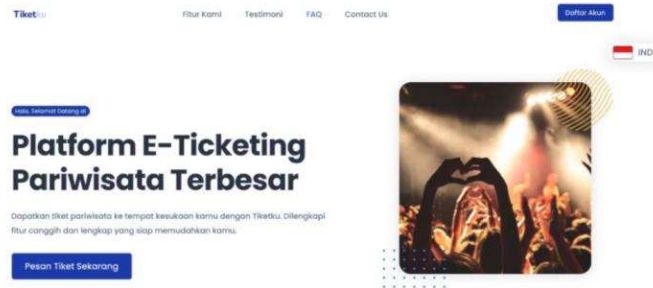 Tiketku
Fitur Kami
Testimoni
FAQ
Contact Us
Daftar Akun
IND
Halo, Selamat Datang di
Platform E-Ticketing
Pariwisata Terbesar
Dapatkan tiket pariwisata ke tempat kesukaan kamu dengan Tiketku. Dilengkapi
fitur canggih dan lengkap yang siap memudahkan kamu.
Pesan Tiket Sekarang